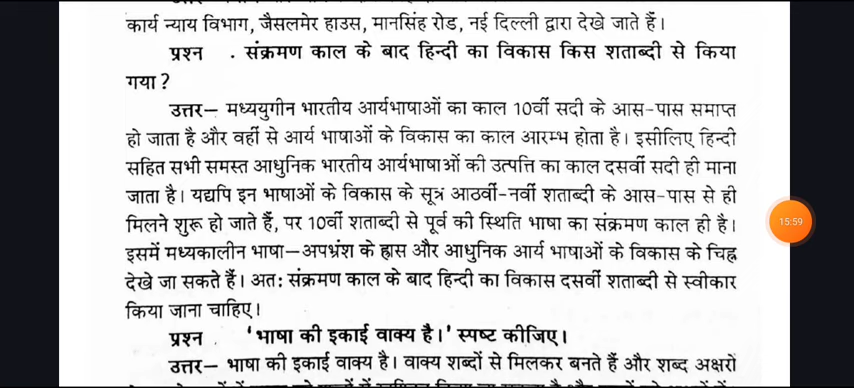 कार्य न्याय विभाग, जैसलमेर हाउस, मानसिंह रोड, नई दिल्ली द्वारा देखे जाते हैं।
प्रश्न . संक्रमण काल के बाद हिन्दी का विकास किस शताब्दी से किया
गया ?
उत्तर— मध्ययुगीन भारतीय आर्यभाषाओं का काल 10वीं सदी के आस-पास समाप्त
हो जाता है और वहीं से आर्य भाषाओं के विकास का काल आरम्भ होता है। इसीलिए हिन्दी
सहित सभी समस्त आधुनिक भारतीय आर्यभाषाओं की उत्पत्ति का काल दसवीं सदी ही माना
जाता है। यद्यपि इन भाषाओं के विकास के सूत्र आठवीं-नवीं शताब्दी के आस-पास से ही
मिलने शुरू हो जाते हैं, पर 10वीं शताब्दी से पूर्व की स्थिति भाषा का संक्रमण काल ही है।
15:59
इसमें मध्यकालीन भाषा—अपभ्रंश के ह्रास और आधुनिक आर्य भाषाओं के विकास के चिह्न
देखे जा सकते हैं। अत: संक्रमण काल के बाद हिन्दी का विकास दसवीं शताब्दी से स्वीकार
किया जाना चाहिए।
प्रश्न . 'भाषा की इकाई वाक्य है।' स्पष्ट कीजिए।
उत्तर— भाषा की इकाई वाक्य है। वाक्य शब्दों से मिलकर बनते हैं और शब्द अक्षरों